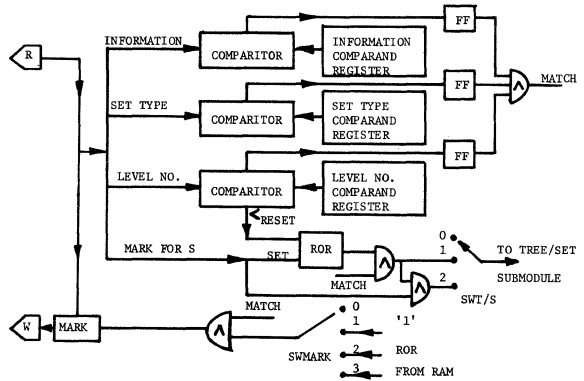 FF
INFORMATION
R
COMPARITOR
INFORMATION
COMPARAND
REGISTER
FF
Λ
MATCH
SET TYPE
COMPARITOR
SET TYPE
COMPARAND
REGISTER
FF
LEVEL NO.
COMPARITOR
LEVEL NO.
COMPARAND
REGISTER
<RESET
MARK FOR S
SET
ROR
Λ
0
1
TO TREE/SET
SUBMODULE
MATCH
Λ
2
SWT/S
W
MARK
Λ
MATCH
0
1
'1'
SWMARK
2
ROR
3
FROM RAM